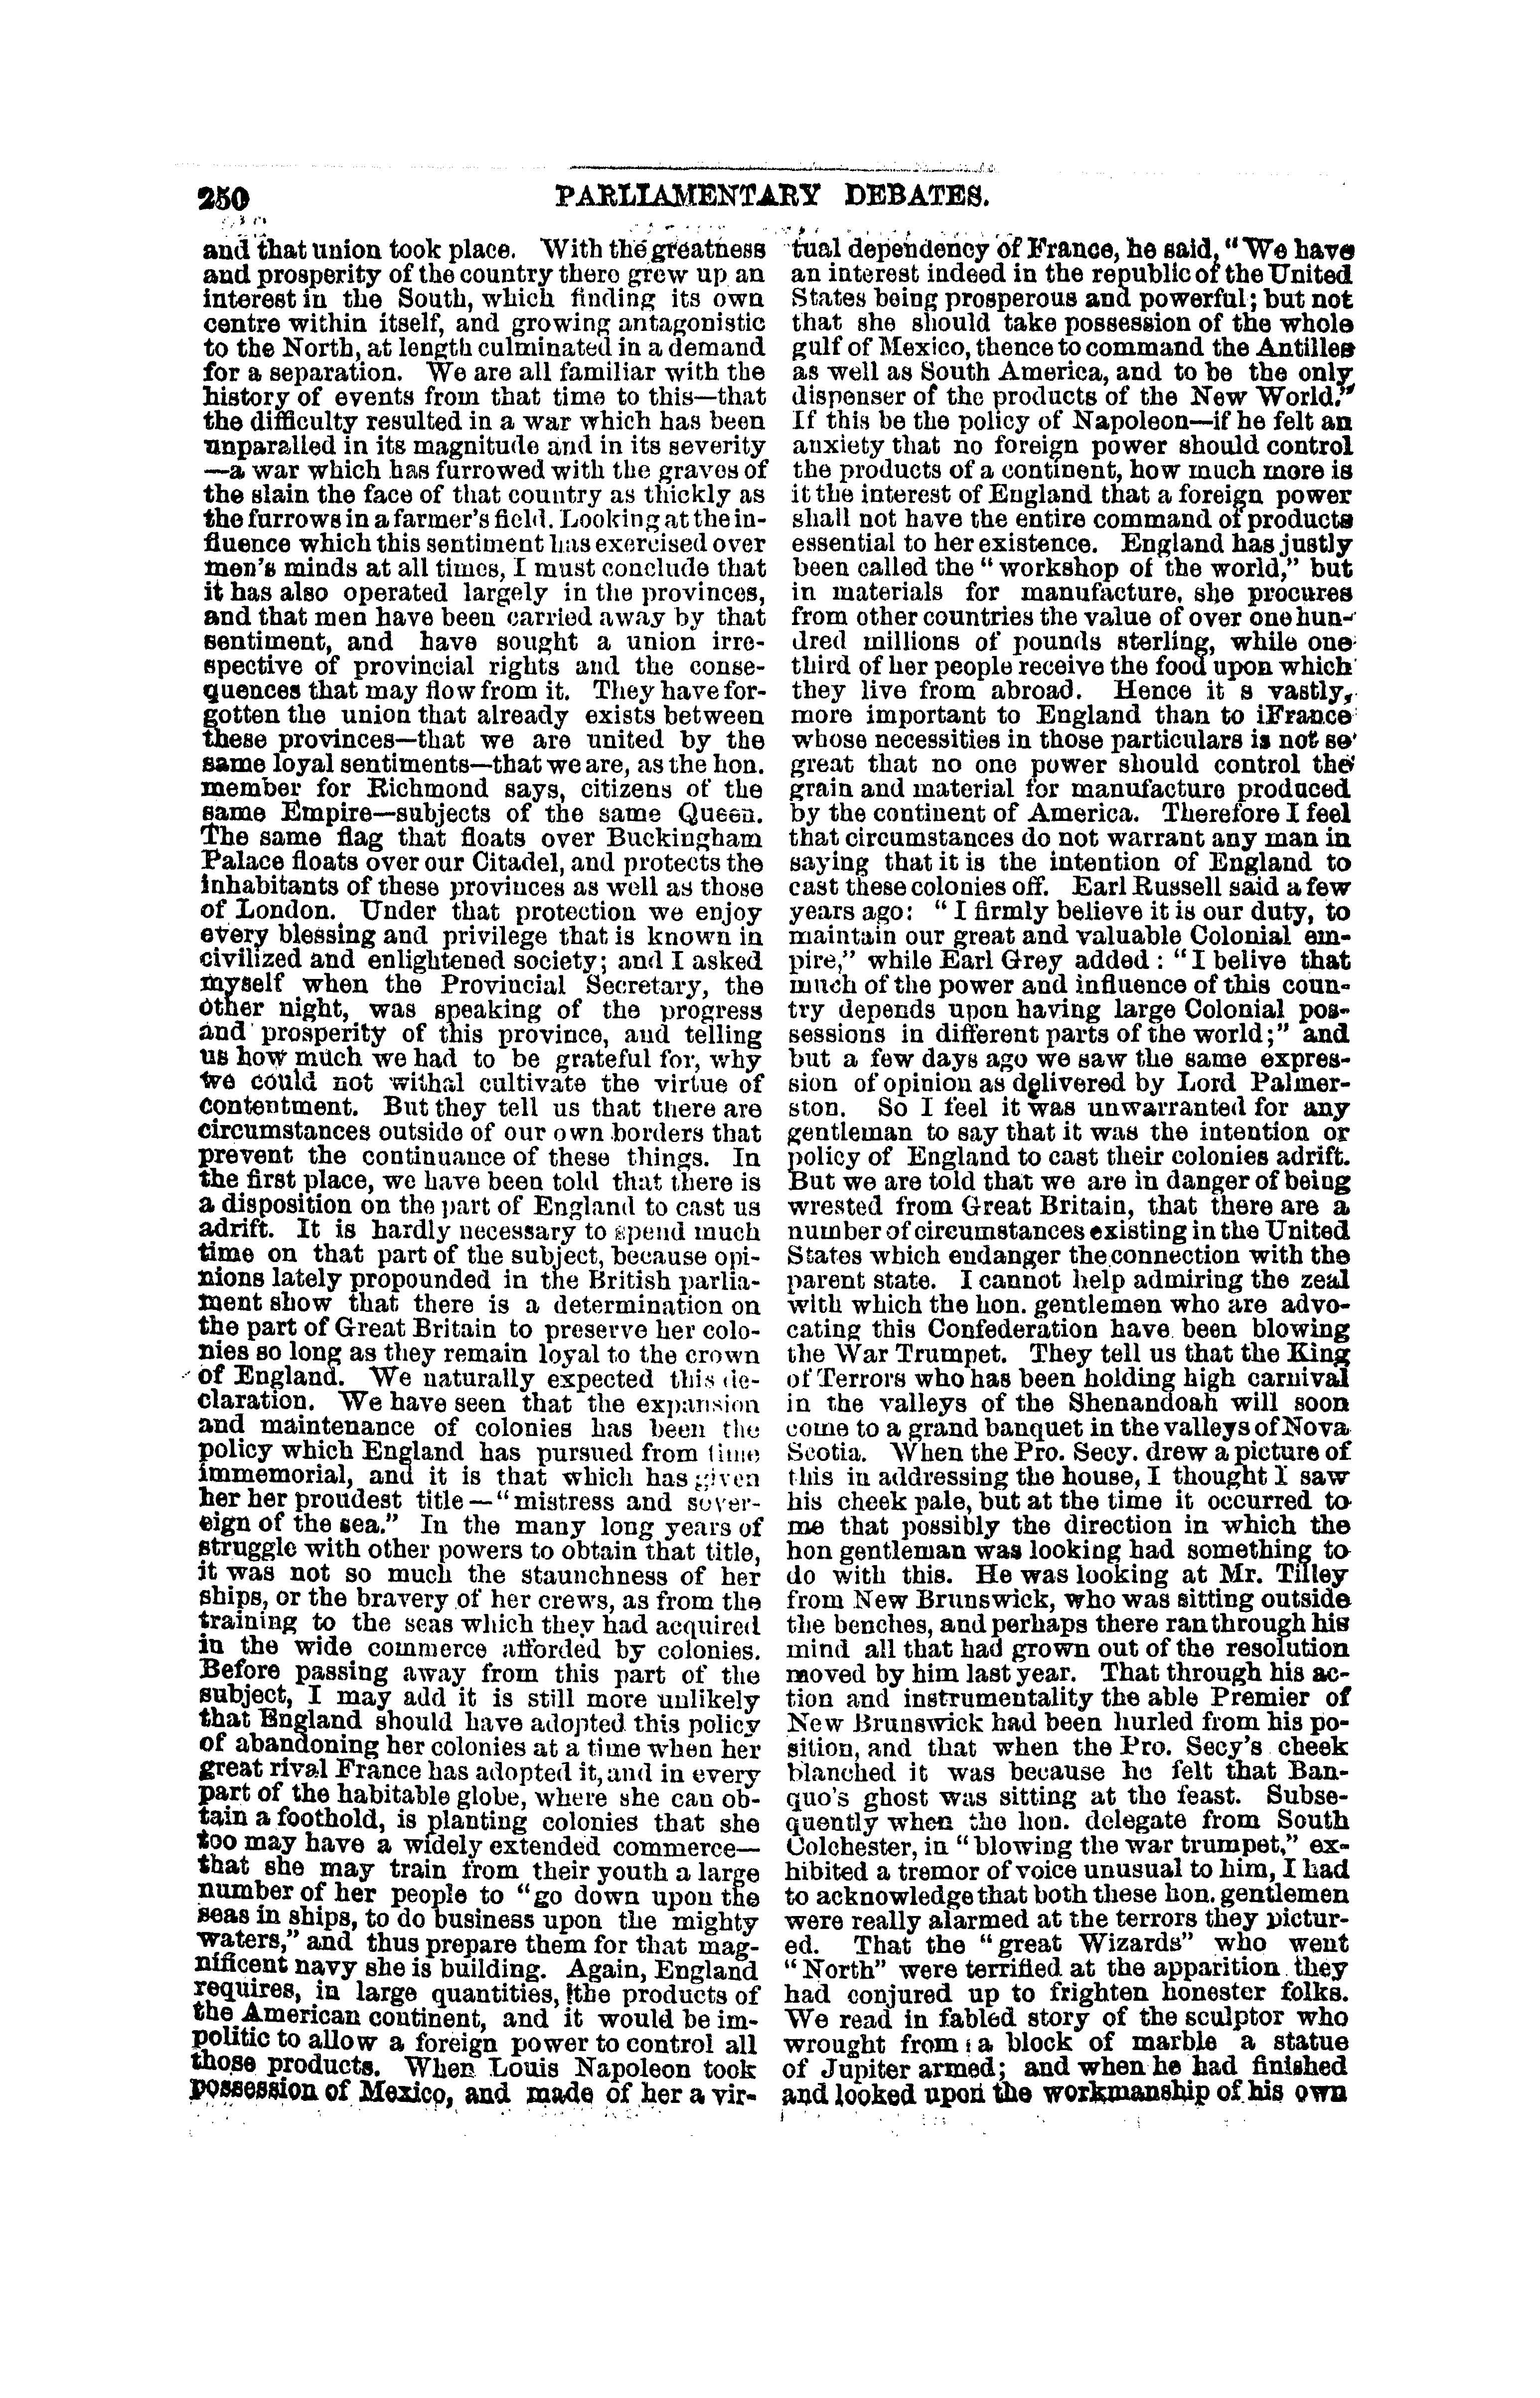 250
PARLIAMENTARY DEBATES.
and that union took place. With the greatness
and prosperity of the country there grew up an
interest in the South, which finding its own
centre within itself, and growing antagonistic
to the North, at length culminated in a demand
for a separation. We are all familiar with the
history of events from that time to this—that
the difficulty resulted in a war which has been
unparalled in its magnitude and in its severity
—a war which has furrowed with the graves of
the slain the face of that country as thickly as
the furrows in a farmer's field. Looking at the in-
fluence which this sentiment has exercised over
men's minds at all times, I must conclude that
it has also operated largely in the provinces,
and that men have been carried away by that
sentiment, and have sought a union irre-
spective of provincial rights and the conse-
quences that may flow from it. They have for-
gotten the union that already exists between
these provinces—that we are united by the
same loyal sentiments—that we are, as the hon.
member for Richmond says, citizens of the
same Empire—subjects of the same Queen.
The same flag that floats over Buckingham
Palace floats over our Citadel, and protects the
inhabitants of these provinces as well as those
of London. Under that protection we enjoy
every blessing and privilege that is known in
civilized and enlightened society; and I asked
myself when the Provincial Secretary, the
other night, was speaking of the progress
and prosperity of this province, and telling
us how much we had to be grateful for, why
we could not withal cultivate the virtue of
contentment. But they tell us that there are
circumstances outside of our own borders that
prevent the continuance of these things. In
the first place, we have been told that there is
a disposition on the part of England to cast us
adrift. It is hardly necessary to spend much
time on that part of the subject, because opi-
nions lately propounded in the British parlia-
ment show that there is a determination on
the part of Great Britain to preserve her colo-
nies so long as they remain loyal to the crown
of England. We naturally expected this de-
claration. We have seen that the expansion
and maintenance of colonies has been the
policy which England has pursued from time
immemorial, and it is that which has given
her her proudest title—"mistress and sover-
eign of the sea." In the many long years of
struggle with other powers to obtain that title,
it was not so much the staunchness of her
ships, or the bravery of her crews, as from the
training to the seas which they had acquired
in the wide commerce afforded by colonies.
Before passing away from this part of the
subject, I may add it is still more unlikely
that England should have adopted this policy
of abandoning her colonies at a time when her
great rival France has adopted it, and in every
part of the habitable globe, where she can ob-
tain a foothold, is planting colonies that she
too may have a widely extended commerce—
that she may train from their youth a large
number of her people to "go down upon the
seas in ships, to do business upon the mighty
waters," and thus prepare them for that mag-
nificent navy she is building. Again, England
requires, in large quantities, the products of
the American continent, and it would be im-
politic to allow a foreign power to control all
those products. When Louis Napoleon took
possession of Mexico, and made of her a vir-
tual dependency of France, he said, "We have
an interest indeed in the republic of the United
States being prosperous and powerful; but not
that she should take possession of the whole
gulf of Mexico, thence to command the Antilles
as well as South America, and to be the only
dispenser of the products of the New World."
If this be the policy of Napoleon—if he felt an
anxiety that no foreign power should control
the products of a continent, how much more is
it the interest of England that a foreign power
shall not have the entire command of products
essential to her existence. England has justly
been called the "workshop of the world," but
in materials for manufacture, she procures
from other countries the value of over one hun-
dred millions of pounds sterling, while one
third of her people receive the food upon which
they live from abroad. Hence it s vastly,
more important to England than to iFrance
whose necessities in those particulars is not so
great that no one power should control the
grain and material for manufacture produced
by the continent of America. Therefore I feel
that circumstances do not warrant any man in
saying that it is the intention of England to
cast these colonies off. Earl Russell said a few
years ago: "I firmly believe it is our duty, to
maintain our great and valuable Colonial em-
pire," while Earl Grey added: "I belive that
much of the power and influence of this coun-
try depends upon having large Colonial pos-
sessions in different parts of the world;" and
but a few days ago we saw the same expres-
sion of opinion as delivered by Lord Palmer-
ston. So I feel it was unwarranted for any
gentleman to say that it was the intention or
policy of England to cast their colonies adrift.
But we are told that we are in danger of being
wrested from Great Britain, that there are a
number of circumstances existing in the United
States which endanger the connection with the
parent state. I cannot help admiring the zeal
with which the hon. gentlemen who are advo-
cating this Confederation have been blowing
the War Trumpet. They tell us that the King
of Terrors who has been holding high carnival
in the valleys of the Shenandoah will soon
come to a grand banquet in the valleys of Nova
Scotia. When the Pro. Secy. drew a picture of
this in addressing the house, I thought I saw
his cheek pale, but at the time it occurred to
me that possibly the direction in which the
hon gentleman was looking had something to
do with this. He was looking at Mr. Tilley
from New Brunswick, who was sitting outside
the benches, and perhaps there ran through his
mind all that had grown out of the resolution
moved by him last year. That through his ac-
tion and instrumentality the able Premier of
New Brunswick had been hurled from his po-
sition, and that when the Pro. Secy's cheek
blanched it was because he felt that Ban-
quo's ghost was sitting at the feast. Subse-
quently when the hon. delegate from South
Colchester, in "blowing the war trumpet," ex-
hibited a tremor of voice unusual to him, I had
to acknowledge that both these hon. gentlemen
were really alarmed at the terrors they pictur-
ed. That the "great Wizards" who went
"North" were terrified at the apparition they
had conjured up to frighten honester folks.
We read in fabled story of the sculptor who
wrought from a block of marble a statue
of Jupiter armed; and when he had finished
and looked upon the workmanship of his own